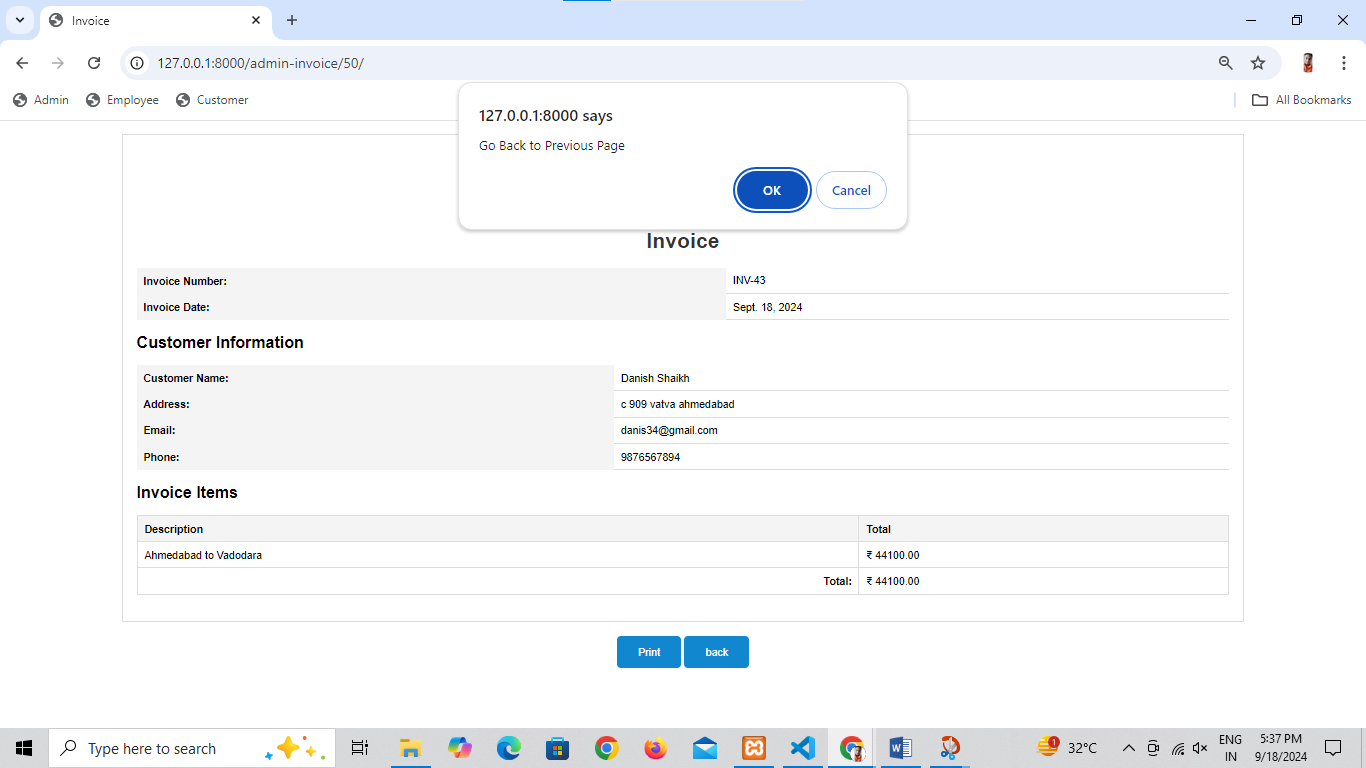 Invoice
127.0.0.1:8000/admin-invoice/50/
Admin Employee Customer All Bookmarks
127.0.0.1:8000 says
Go Back to Previous Page
OK Cancel
Invoice
Invoice Number: INV-43
Invoice Date: Sept. 18, 2024
Customer Information
Customer Name: Danish Shaikh
Address: c 909 vatva ahmedabad
Email: danis34@gmail.com
Phone: 9876567894
Invoice Items
Description Total
Ahmedabad to Vadodara ₹ 44100.00
Total: ₹ 44100.00
Print back
Type here to search 1 32°C ENG IN 5:37 PM 9/18/2024